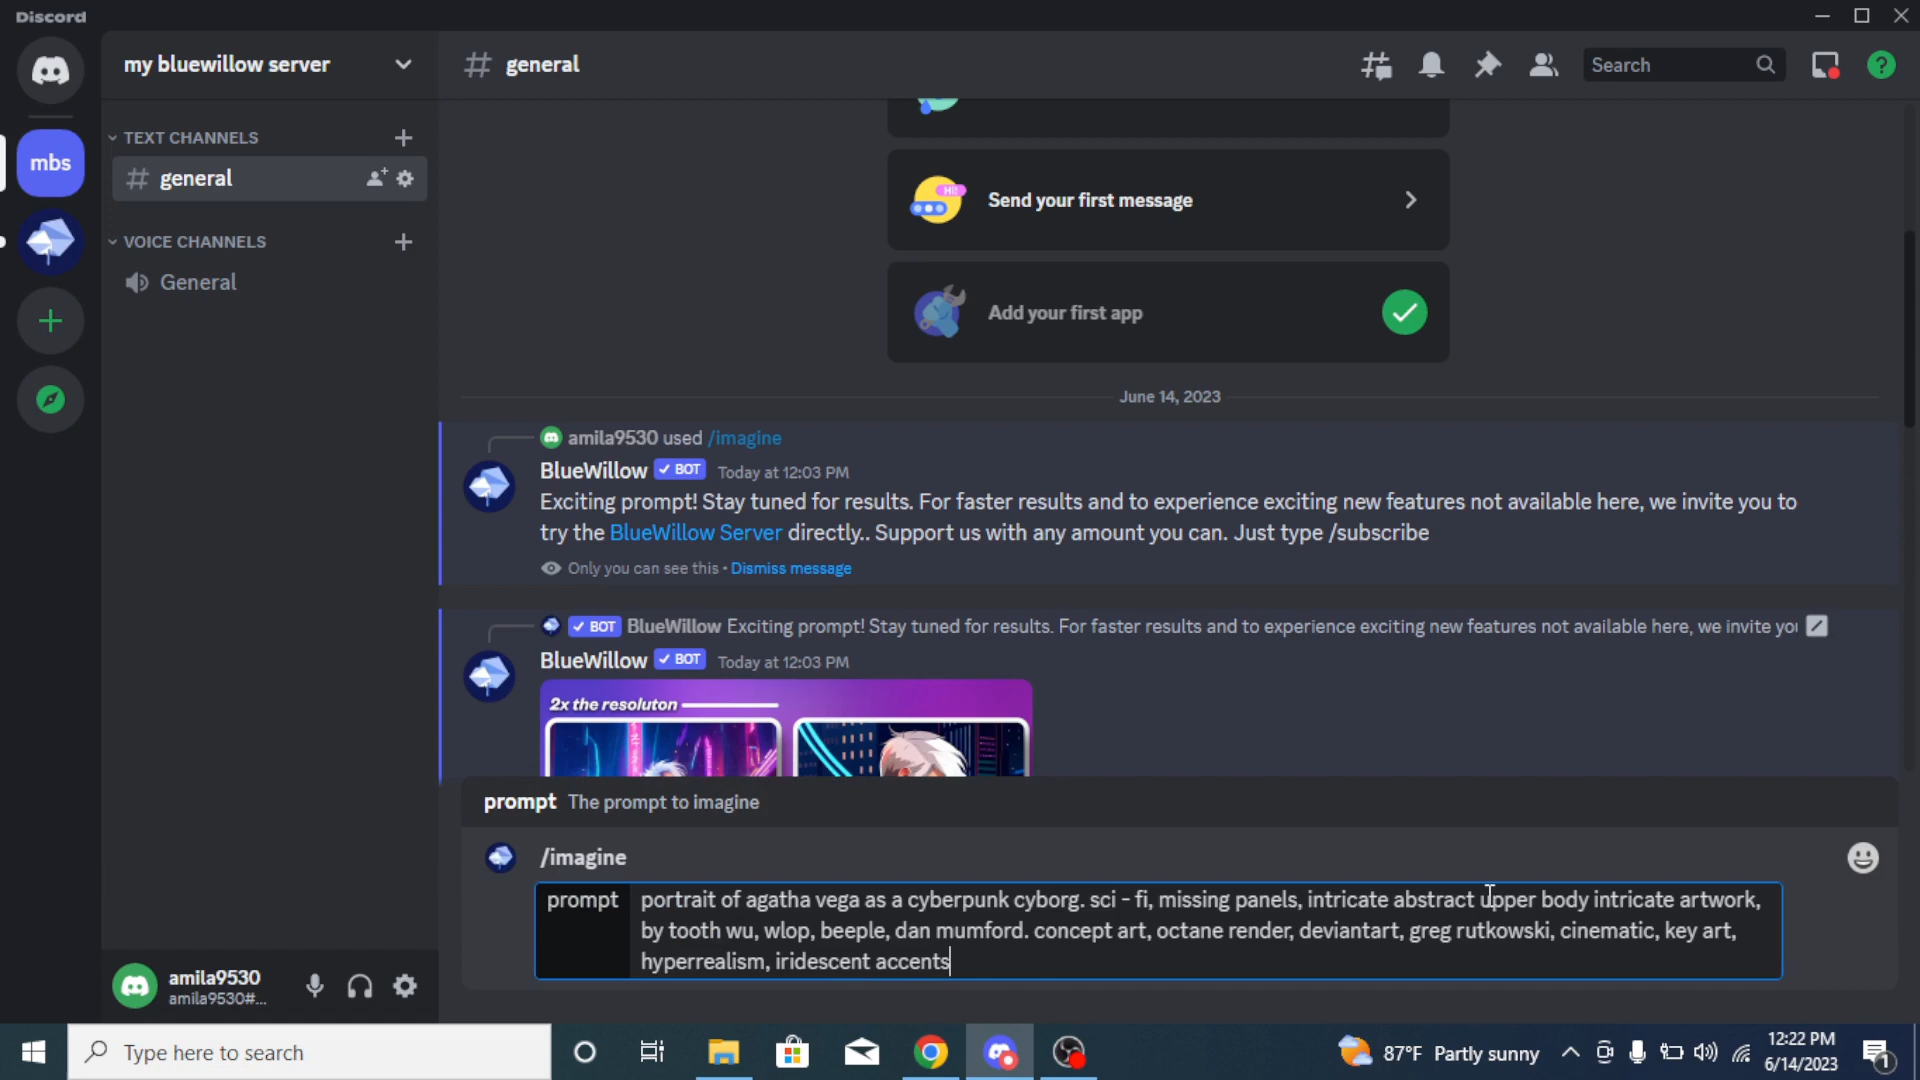 Discord
my bluewillow server
general
Search
TEXT CHANNELS
general
mbs
Send your first message
VOICE CHANNELS
General
Add your first app
June 14, 2023
amila9530 used /imagine
BlueWillow ✓ BOT Today at 12:03 PM
Exciting prompt! Stay tuned for results. For faster results and to experience exciting new features not available here, we invite you to
try the BlueWillow Server directly.. Support us with any amount you can. Just type /subscribe
Only you can see this • Dismiss message
✓ BOT BlueWillow Exciting prompt! Stay tuned for results. For faster results and to experience exciting new features not available here, we invite you
BlueWillow ✓ BOT Today at 12:03 PM
2x the resoluton
prompt The prompt to imagine
/imagine
prompt portrait of agatha vega as a cyberpunk cyborg. sci - fi, missing panels, intricate abstract upper body intricate artwork,
by tooth wu, wlop, beeple, dan mumford. concept art, octane render, deviantart, greg rutkowski, cinematic, key art,
hyperrealism, iridescent accents
amila9530
amila9530#...
Type here to search
87°F Partly sunny
12:22 PM
6/14/2023
1